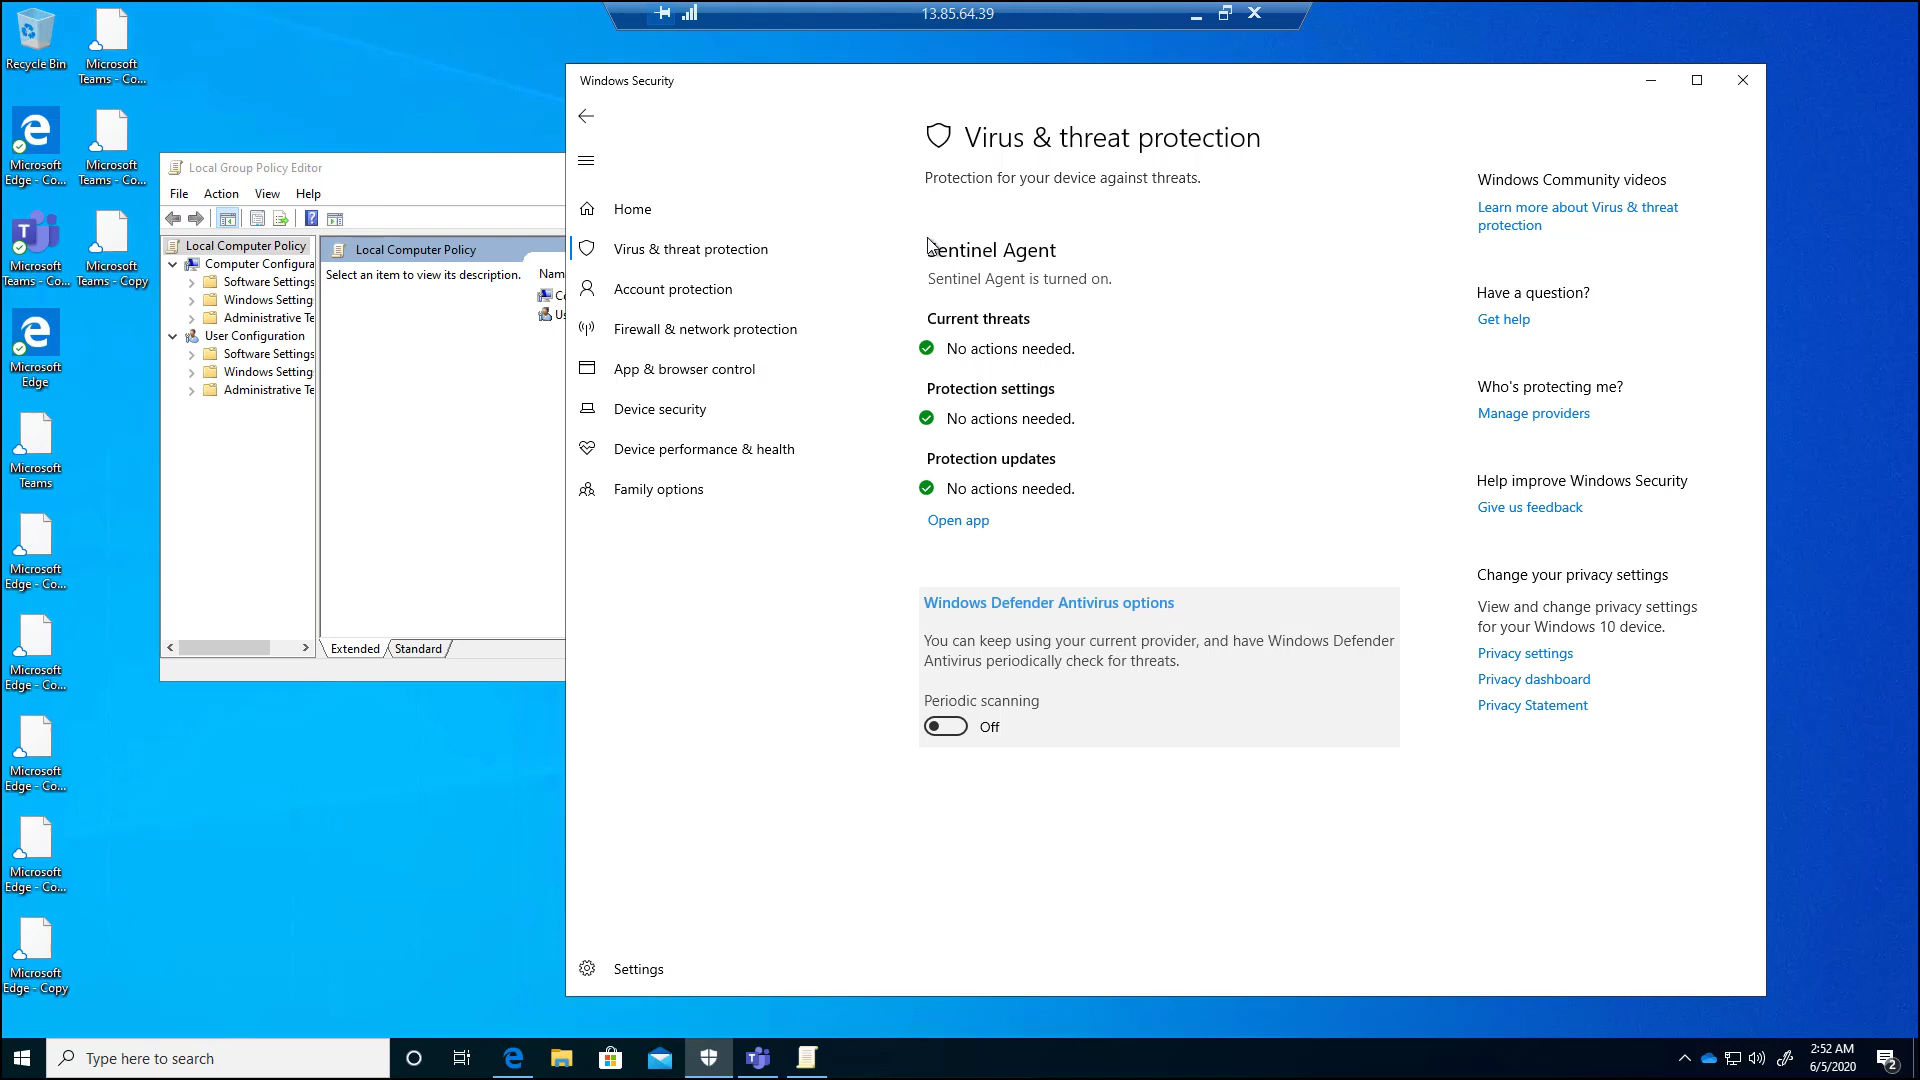 13.85.64.39
Recycle Bin
Microsoft
Teams - Co...
Microsoft
Edge - Co...
Microsoft
Teams - Co...
Microsoft
Teams - Co...
Microsoft
Teams - Copy
Microsoft
Edge
Microsoft
Teams
Microsoft
Edge - Co...
Microsoft
Edge - Co...
Microsoft
Edge - Co...
Microsoft
Edge - Co...
Microsoft
Edge - Copy
Local Group Policy Editor
File Action View Help
Local Computer Policy
Computer Configura
Software Settings
Windows Setting
Administrative Te
User Configuration
Software Settings
Windows Setting
Administrative Te
Local Computer Policy
Select an item to view its description.
Nam
Co
Us
Extended
Standard
Windows Security
Home
Virus & threat protection
Account protection
Firewall & network protection
App & browser control
Device security
Device performance & health
Family options
Settings
Virus & threat protection
Protection for your device against threats.
Sentinel Agent
Sentinel Agent is turned on.
Current threats
No actions needed.
Protection settings
No actions needed.
Protection updates
No actions needed.
Open app
Windows Defender Antivirus options
You can keep using your current provider, and have Windows Defender
Antivirus periodically check for threats.
Periodic scanning
Off
Windows Community videos
Learn more about Virus & threat
protection
Have a question?
Get help
Who's protecting me?
Manage providers
Help improve Windows Security
Give us feedback
Change your privacy settings
View and change privacy settings
for your Windows 10 device.
Privacy settings
Privacy dashboard
Privacy Statement
Type here to search
2:52 AM
6/5/2020
2